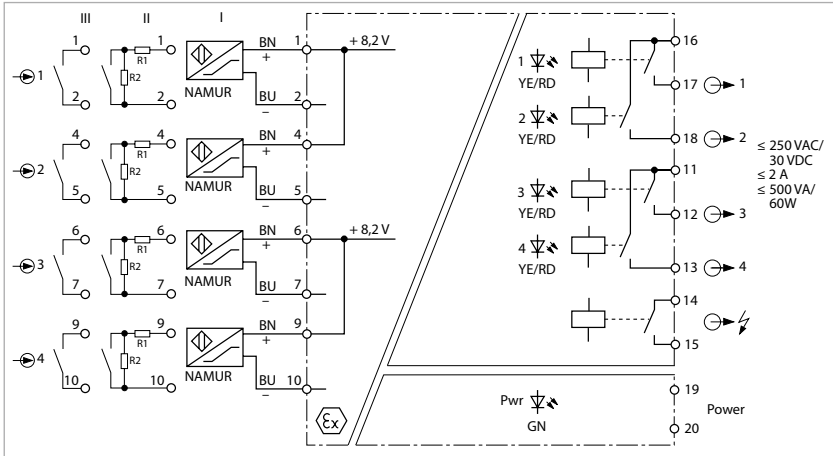 III II I
1 1 BN 1 + 8,2 V
+
R1
R2
1
2 2 NAMUR BU 2
–
4 4 BN 4
+
R1
R2
2
5 5 NAMUR BU 5
–
6 6 BN 6 + 8,2 V
+
R1
R2
3
7 7 NAMUR BU 7
–
9 9 BN 9
+
R1
R2
4
10 10 NAMUR BU 10
–
Ex
16
1
YE/RD
17 1
2
YE/RD
18 2
≤ 250 VAC/
30 VDC
≤ 2 A
≤ 500 VA/
60W
11
3
YE/RD
12 3
4
YE/RD
13 4
14
15
Pwr
GN
19
Power
20